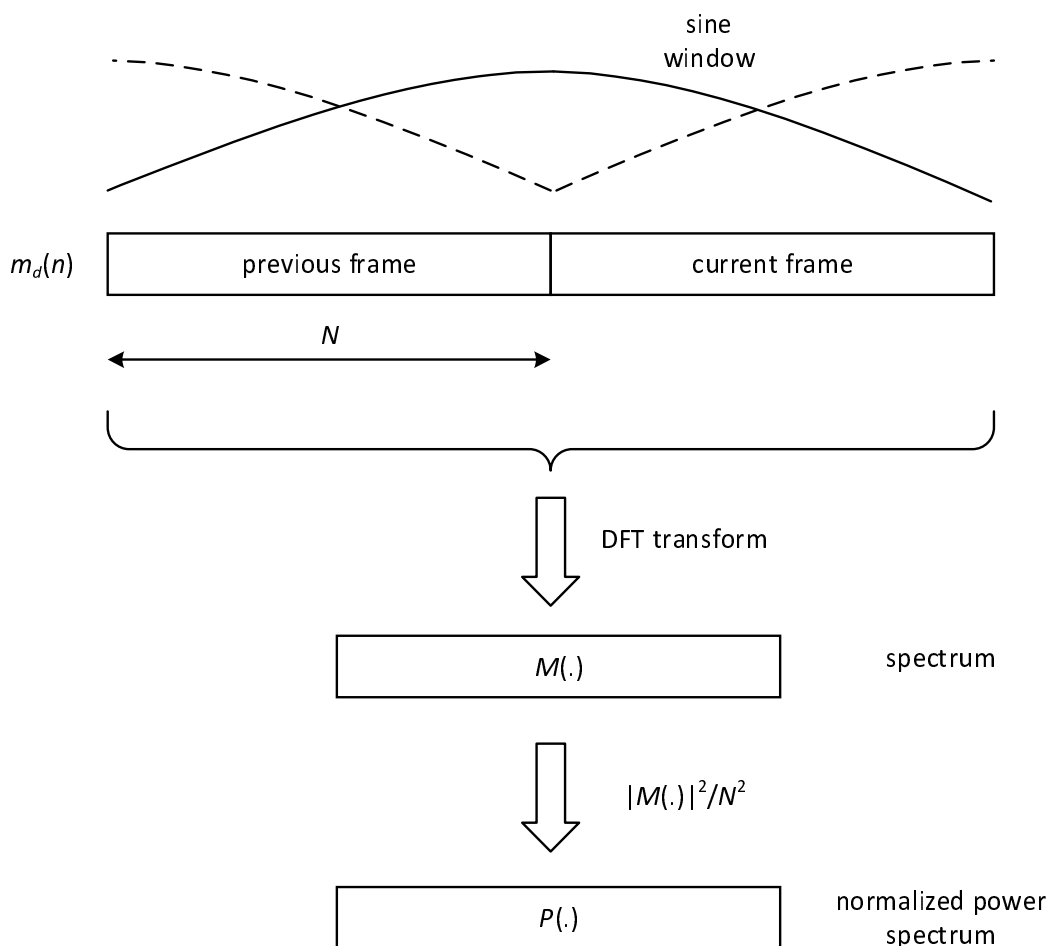 sine
window
m_d(n)
previous frame
current frame
N
DFT transform
M(.)
spectrum
|M(.)|²/N²
P(.)
normalized power
spectrum